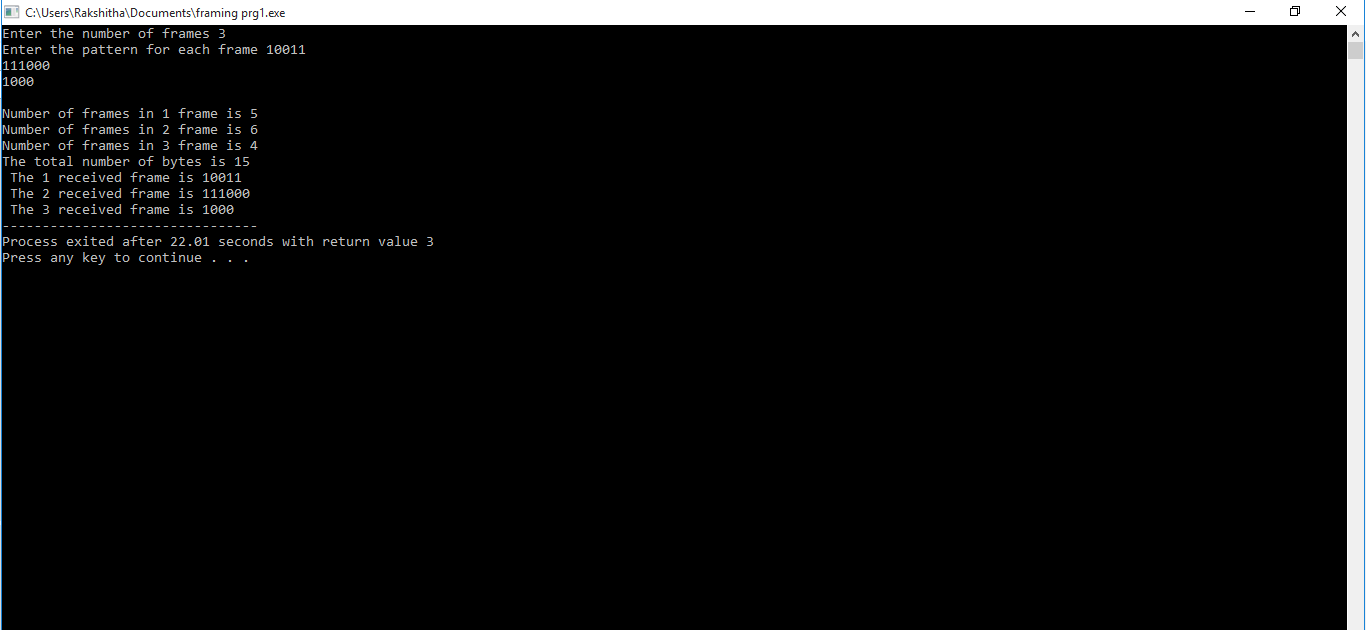 C:\Users\Rakshitha\Documents\framing prg1.exe
Enter the number of frames 3
Enter the pattern for each frame 10011
111000
1000
Number of frames in 1 frame is 5
Number of frames in 2 frame is 6
Number of frames in 3 frame is 4
The total number of bytes is 15
The 1 received frame is 10011
The 2 received frame is 111000
The 3 received frame is 1000
--------------------------------
Process exited after 22.01 seconds with return value 3
Press any key to continue . . .